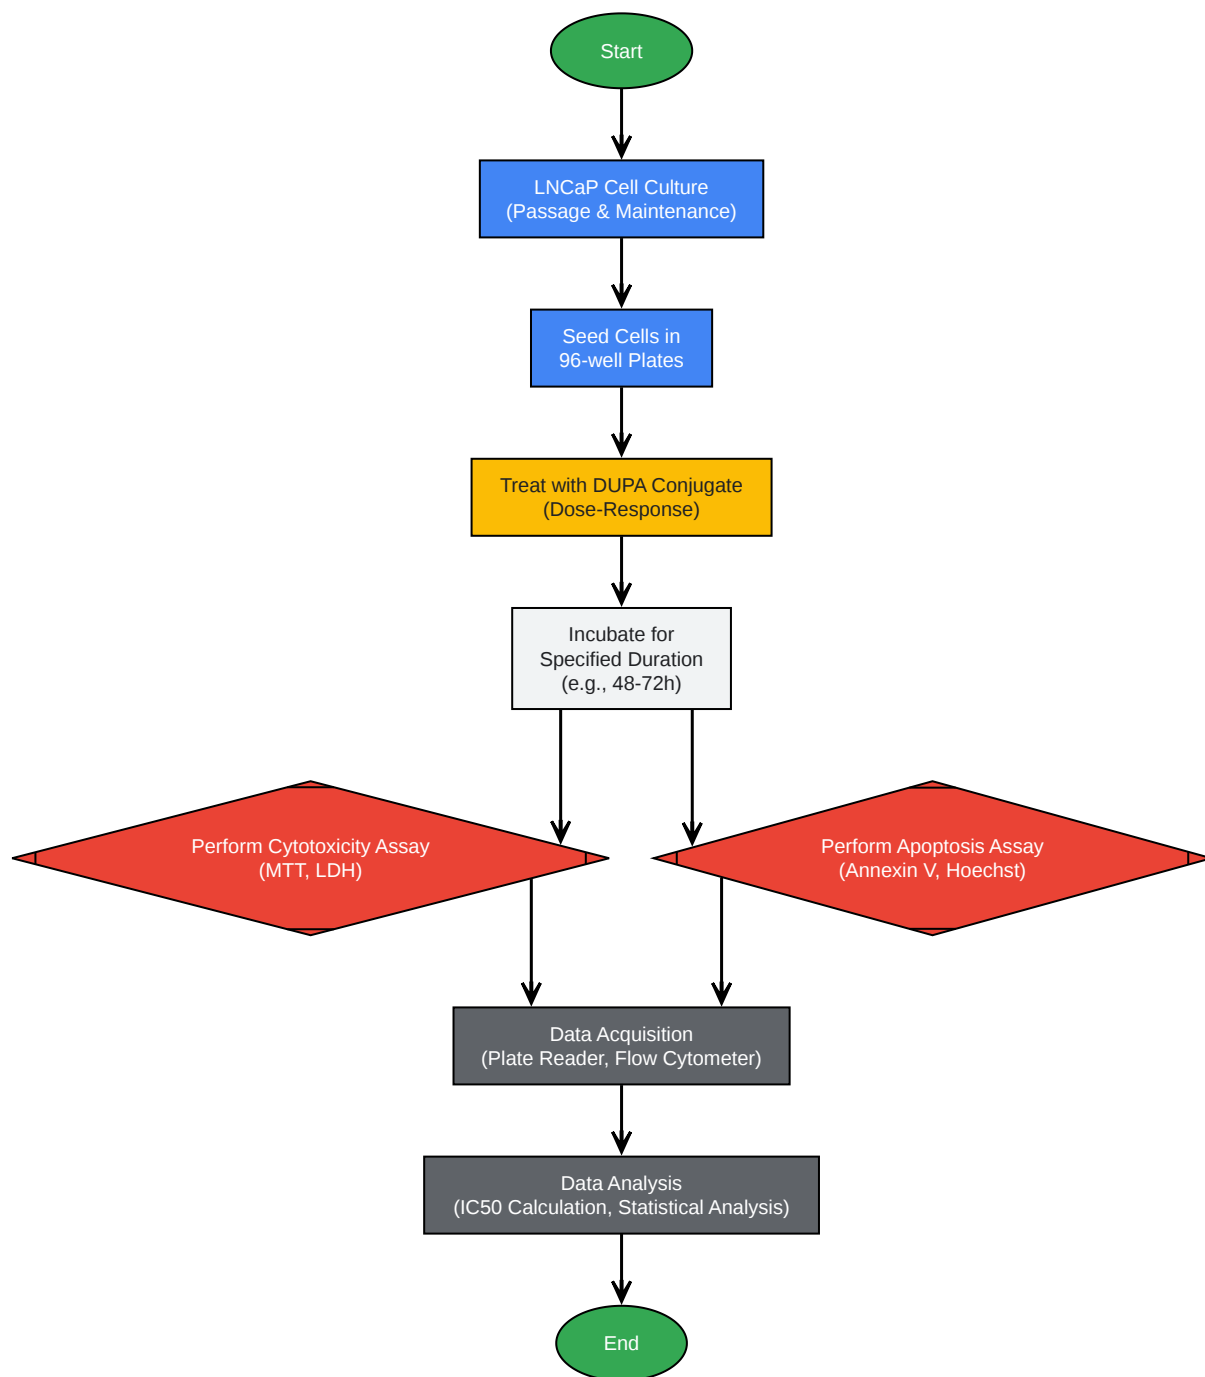 Start
LNCaP Cell Culture
(Passage & Maintenance)
Seed Cells in
96-well Plates
Treat with DUPA Conjugate
(Dose-Response)
Incubate for
Specified Duration
(e.g., 48-72h)
Perform Cytotoxicity Assay
(MTT, LDH)
Perform Apoptosis Assay
(Annexin V, Hoechst)
Data Acquisition
(Plate Reader, Flow Cytometer)
Data Analysis
(IC50 Calculation, Statistical Analysis)
End